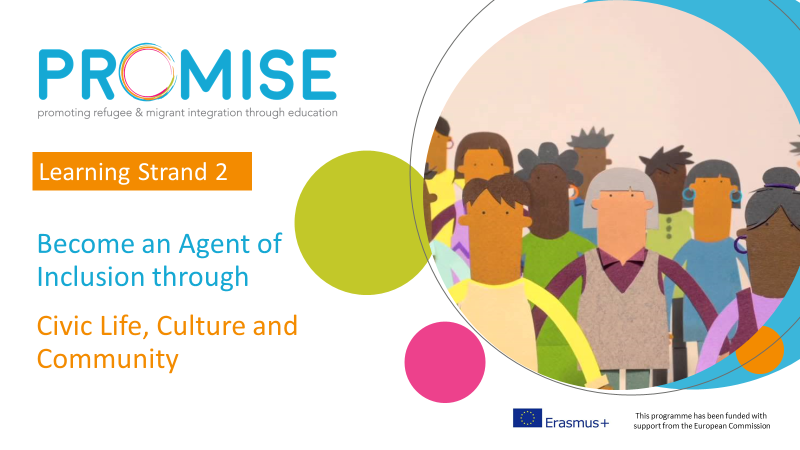 PROMISE
promoting refugee & migrant integration through education
Learning Strand 2
Become an Agent of
Inclusion through
Civic Life, Culture and
Community
Erasmus+
This programme has been funded with
support from the European Commission